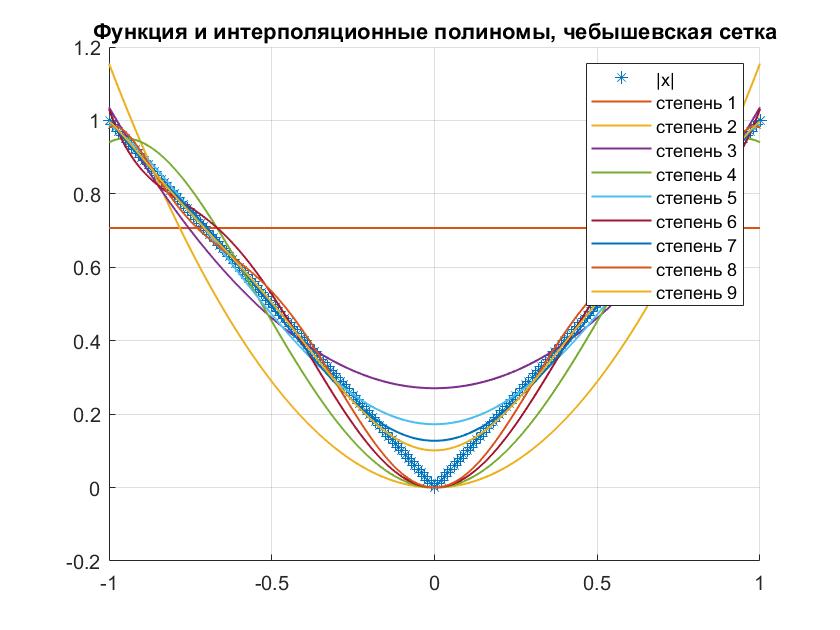 Функция и интерполяционные полиномы, чебышевская сетка
1.2
1
0.8
0.6
0.4
0.2
0
-0.2
-1
-0.5
0
0.5
1
|x|
степень 1
степень 2
степень 3
степень 4
степень 5
степень 6
степень 7
степень 8
степень 9